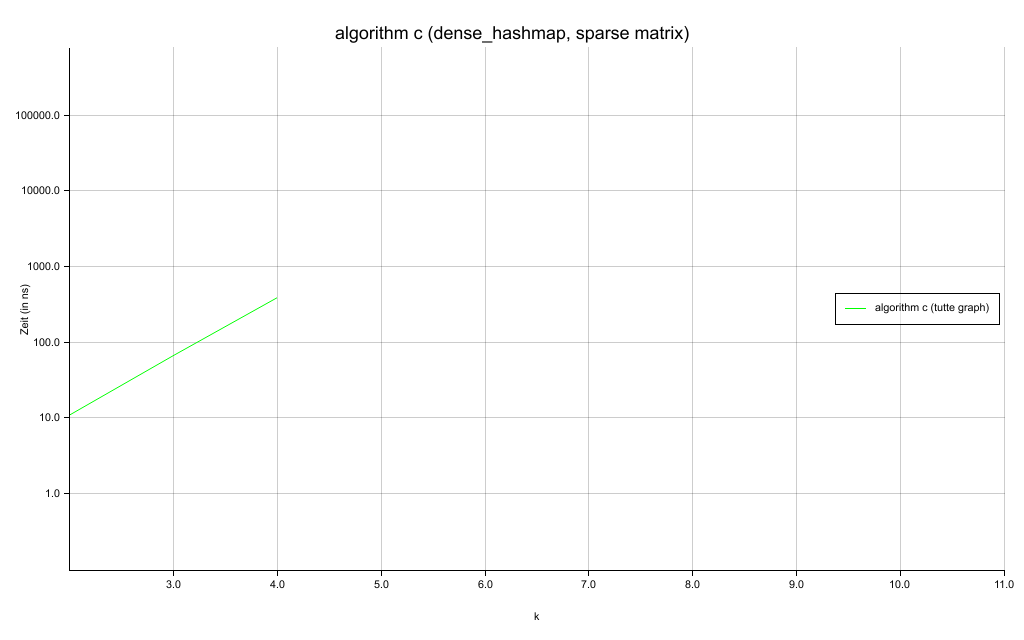 algorithm c (dense_hashmap, sparse matrix)
100000.0
10000.0
1000.0
100.0
10.0
1.0
Zeit (in ns)
algorithm c (tutte graph)
3.0 4.0 5.0 6.0 7.0 8.0 9.0 10.0 11.0
k